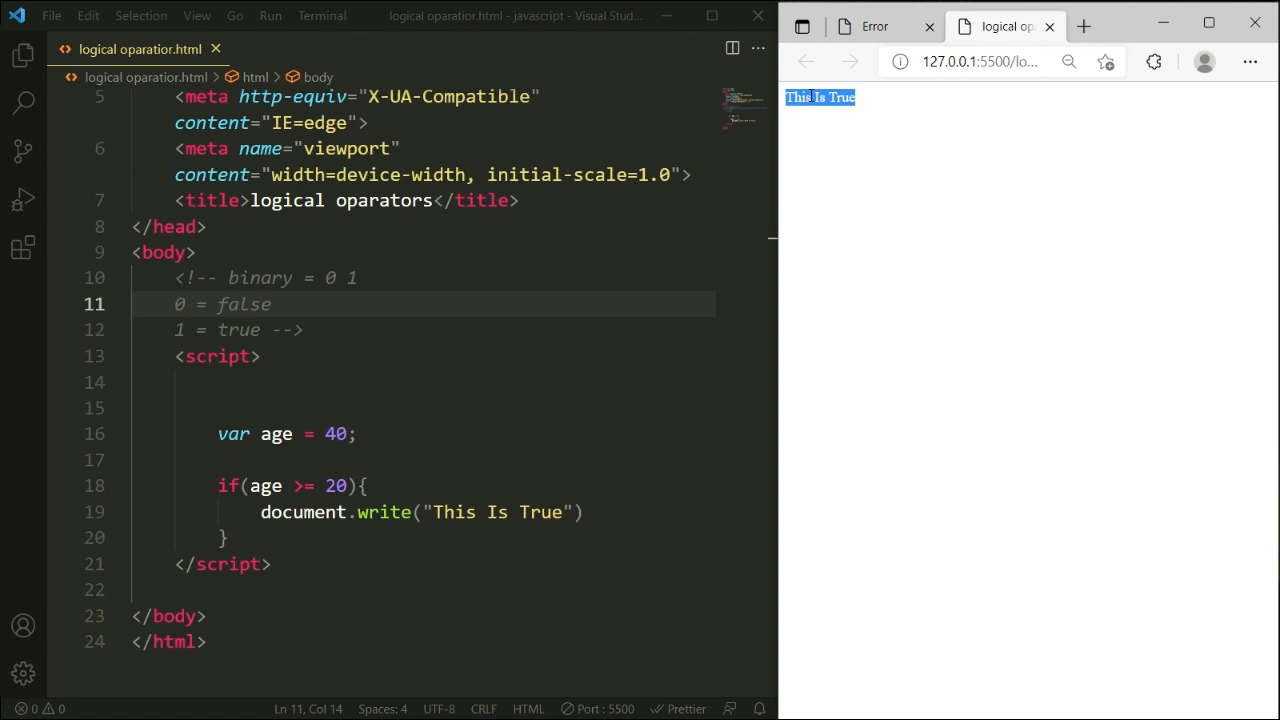 File Edit Selection View Go Run Terminal logical oparatior.html - javascript - Visual Stud...
logical oparatior.html
logical oparatior.html > html > body
5 <meta http-equiv="X-UA-Compatible"
content="IE=edge">
6 <meta name="viewport"
content="width=device-width, initial-scale=1.0">
7 <title>logical oparators</title>
8 </head>
9 <body>
10 <!-- binary = 0 1
11 0 = false
12 1 = true -->
13 <script>
14
15
16 var age = 40;
17
18 if(age >= 20){
19 document.write("This Is True")
20 }
21 </script>
22
23 </body>
24 </html>
0 0 Ln 11, Col 14 Spaces: 4 UTF-8 CRLF HTML Port : 5500 Prettier
Error logical op
127.0.0.1:5500/lo...
This Is True